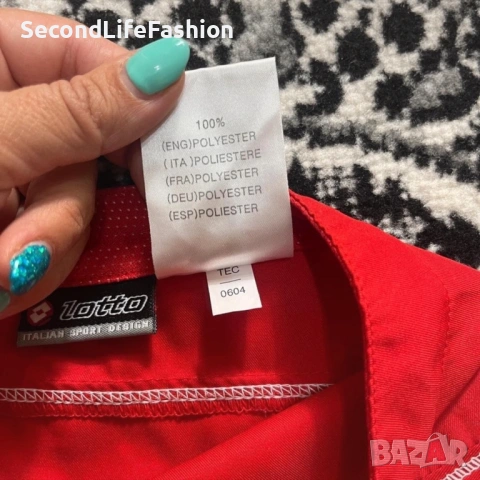 SecondLifeFashion
100%
(ENG)POLYESTER
(ITA)POLIESTERE
(FRA)POLYESTER
(DEU)POLYESTER
(ESP)POLIESTER
TEC
0604
lotto
ITALIAN SPORT DESIGN
BAZAR